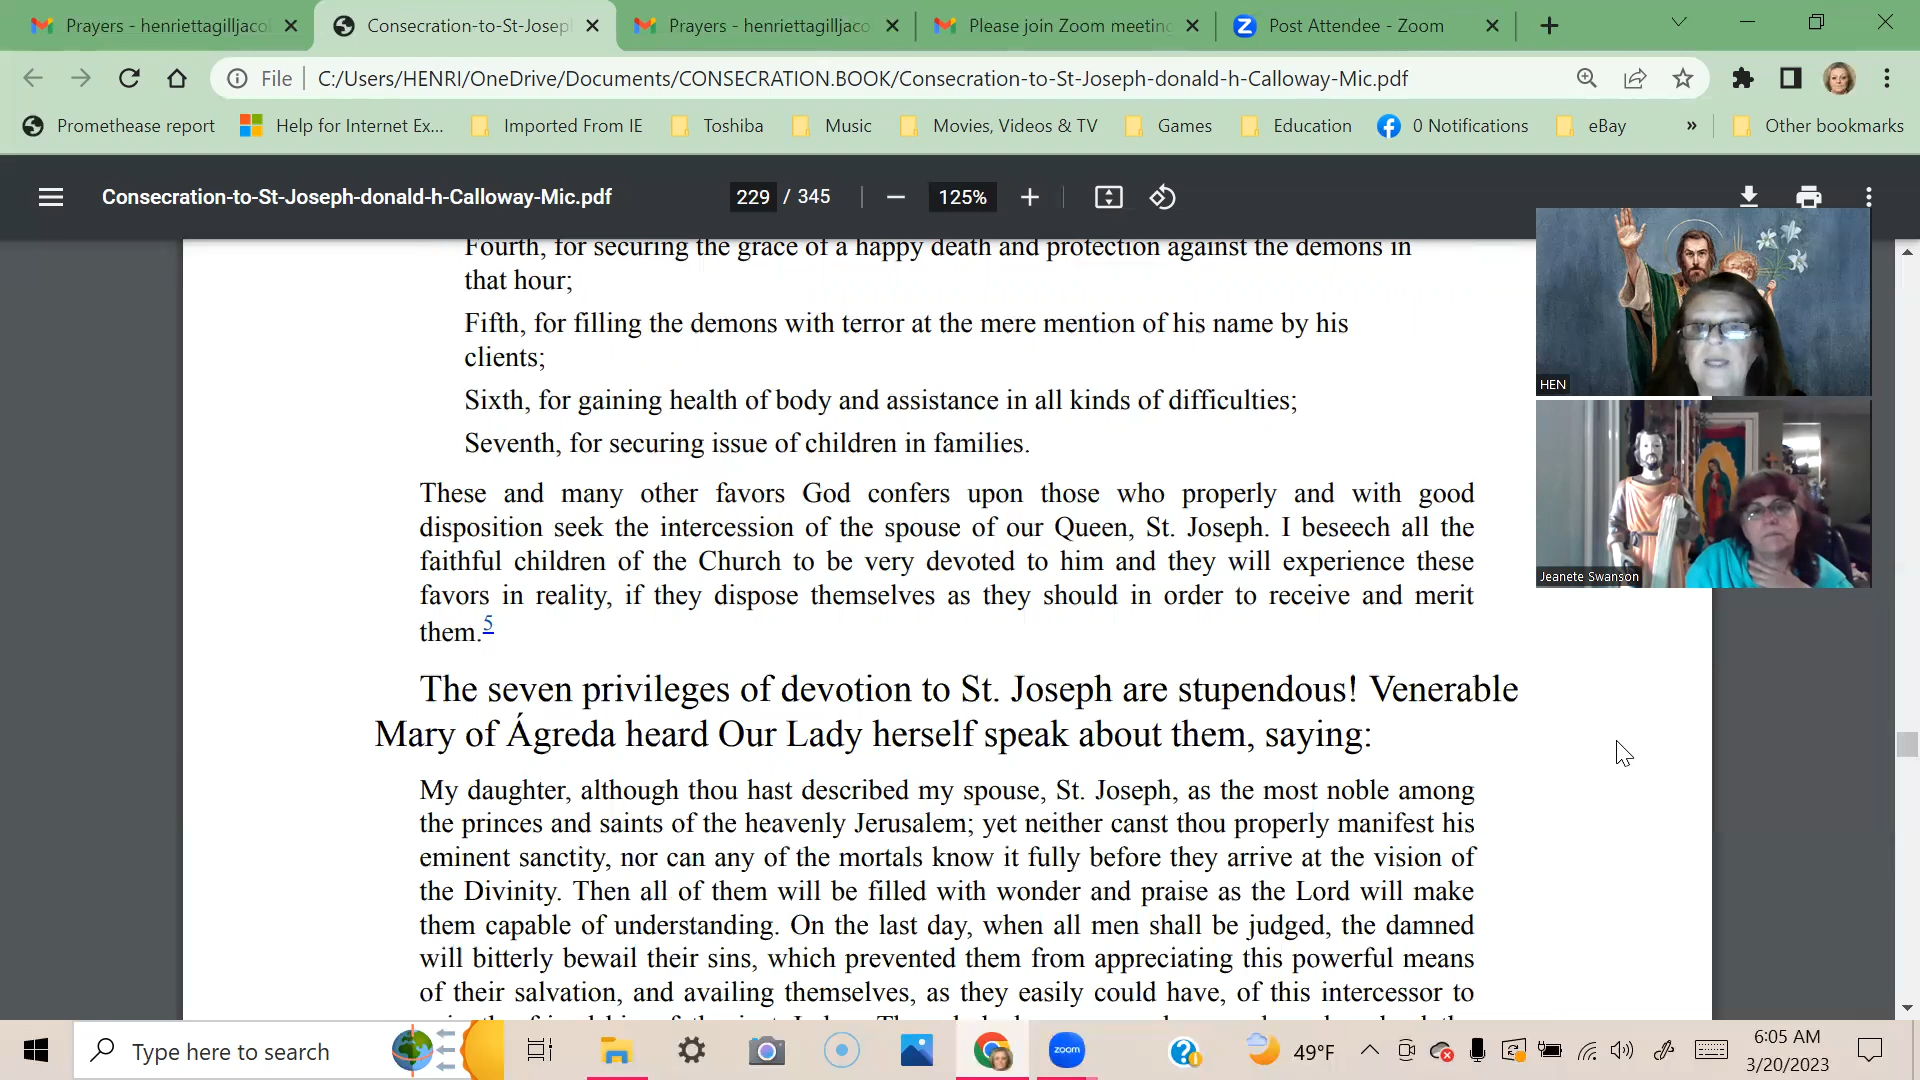 Prayers - henriettagilljaco
Consecration-to-St-Joseph
Prayers - henriettagilljaco
Please join Zoom meeting
Post Attendee - Zoom
File
C:/Users/HENRI/OneDrive/Documents/CONSECRATION.BOOK/Consecration-to-St-Joseph-donald-h-Calloway-Mic.pdf
Promethease report
Help for Internet Ex...
Imported From IE
Toshiba
Music
Movies, Videos & TV
Games
Education
0 Notifications
eBay
»
Other bookmarks
Consecration-to-St-Joseph-donald-h-Calloway-Mic.pdf
229 / 345
125%
Fourth, for securing the grace of a happy death and protection against the demons in
that hour;
Fifth, for filling the demons with terror at the mere mention of his name by his
clients;
Sixth, for gaining health of body and assistance in all kinds of difficulties;
Seventh, for securing issue of children in families.
These and many other favors God confers upon those who properly and with good
disposition seek the intercession of the spouse of our Queen, St. Joseph. I beseech all the
faithful children of the Church to be very devoted to him and they will experience these
favors in reality, if they dispose themselves as they should in order to receive and merit
them.5
The seven privileges of devotion to St. Joseph are stupendous! Venerable
Mary of Ágreda heard Our Lady herself speak about them, saying:
My daughter, although thou hast described my spouse, St. Joseph, as the most noble among
the princes and saints of the heavenly Jerusalem; yet neither canst thou properly manifest his
eminent sanctity, nor can any of the mortals know it fully before they arrive at the vision of
the Divinity. Then all of them will be filled with wonder and praise as the Lord will make
them capable of understanding. On the last day, when all men shall be judged, the damned
will bitterly bewail their sins, which prevented them from appreciating this powerful means
of their salvation, and availing themselves, as they easily could have, of this intercessor to
HEN
Jeanete Swanson
Type here to search
zoom
49°F
6:05 AM
3/20/2023